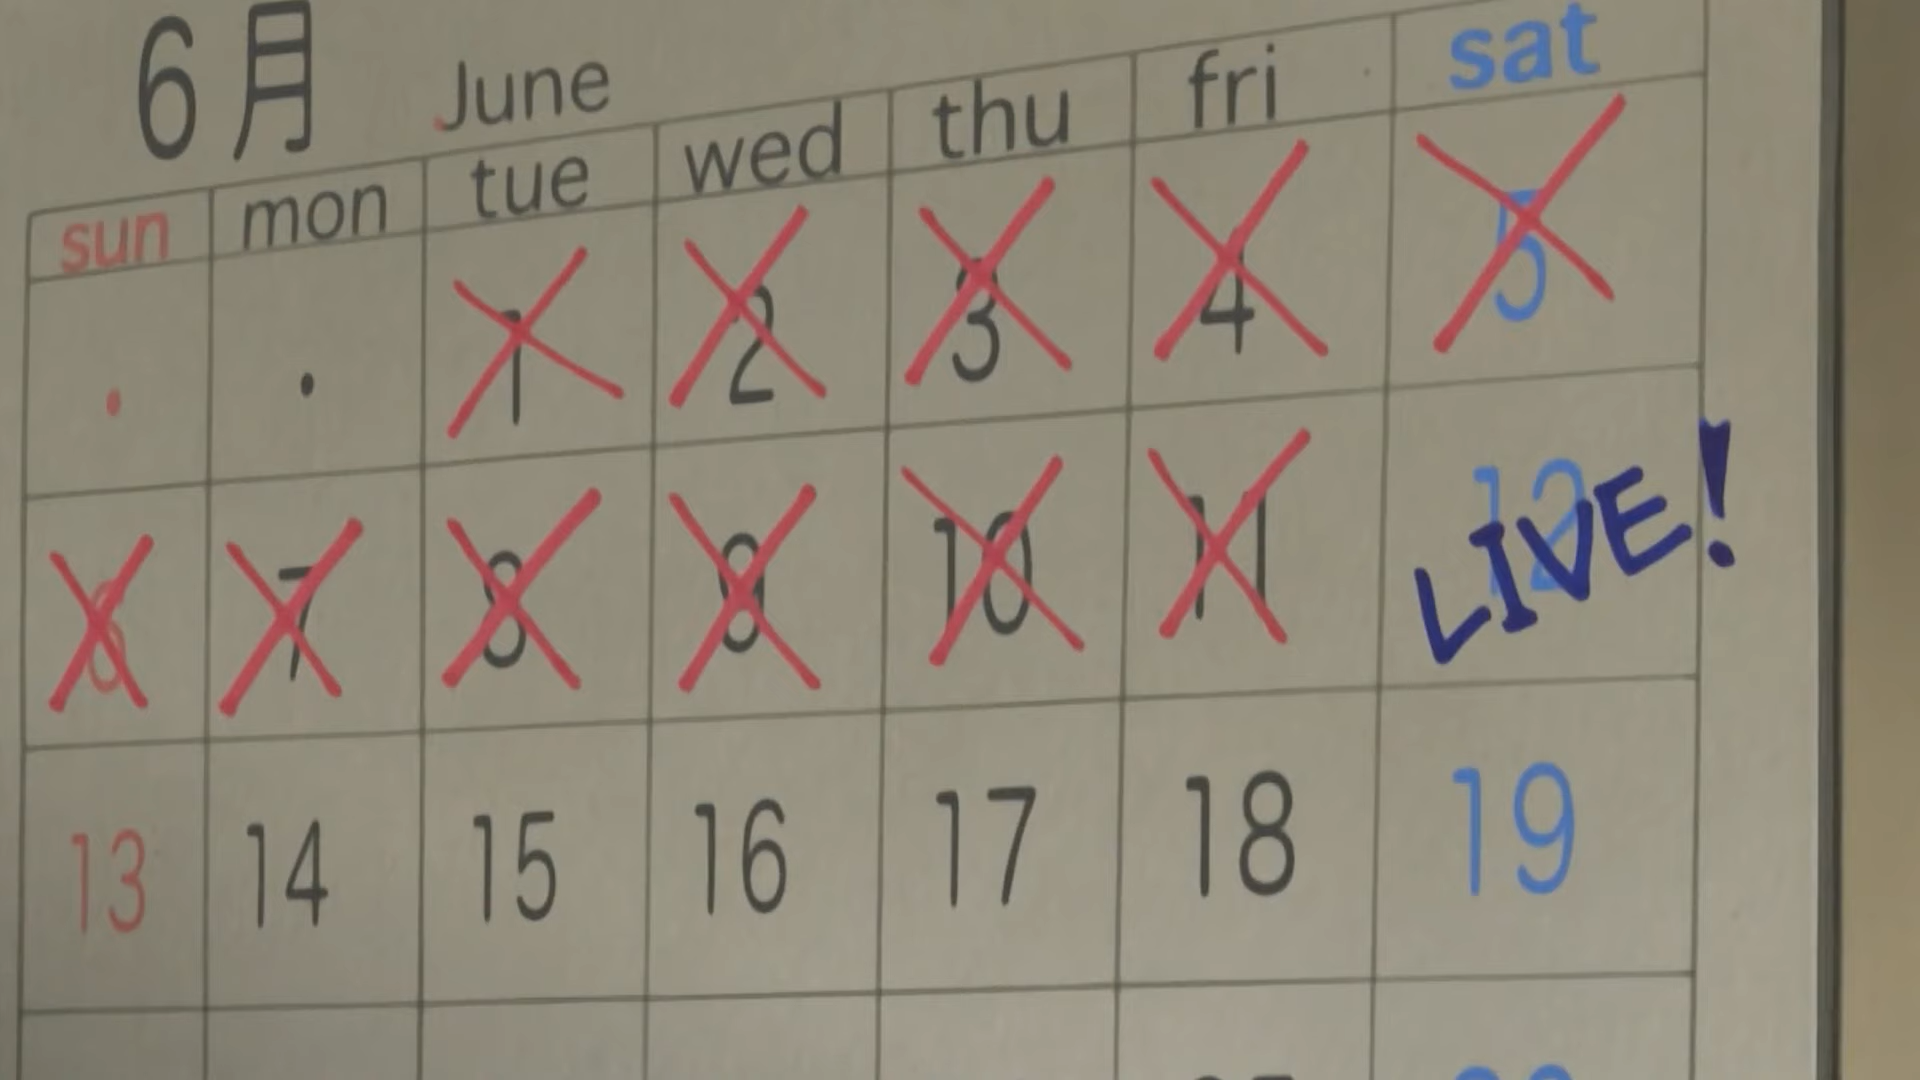 6月 June
sun mon tue wed thu fri sat
1 2 3 4 5
6 7 8 9 10 11 12
LIVE!
13 14 15 16 17 18 19